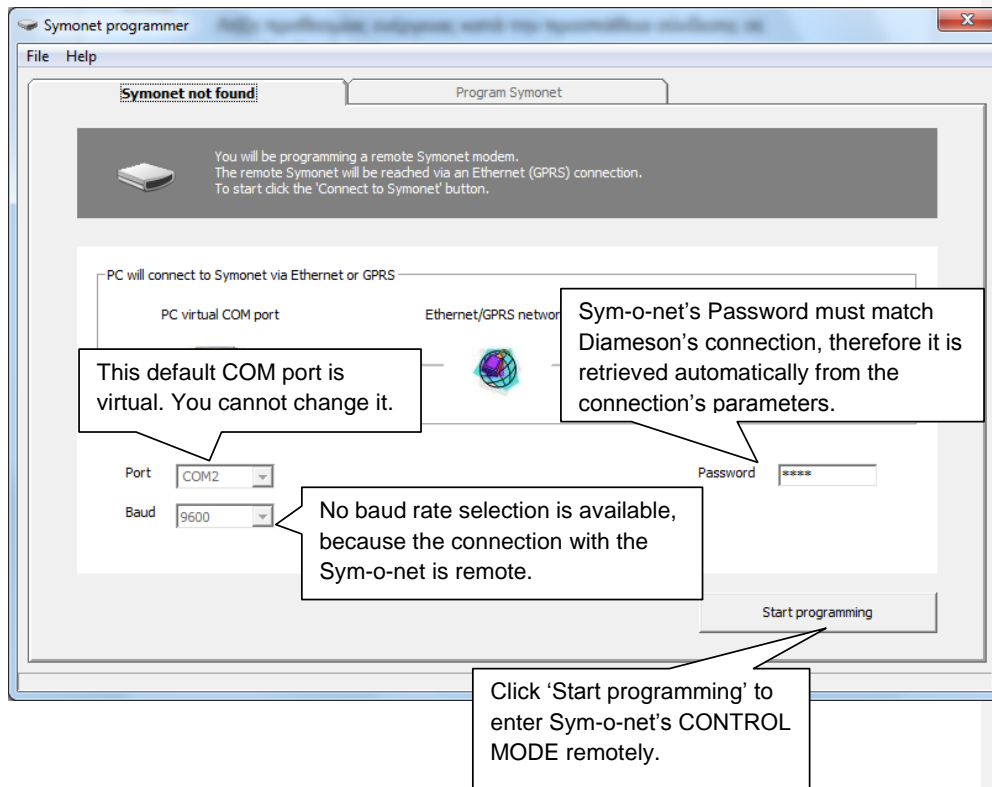 Symonet programmer
File Help
Symonet not found
Program Symonet
You will be programming a remote Symonet modem.
The remote Symonet will be reached via an Ethernet (GPRS) connection.
To start click the 'Connect to Symonet' button.
PC will connect to Symonet via Ethernet or GPRS
PC virtual COM port
Ethernet/GPRS networ
Sym-o-net’s Password must match
Diameson’s connection, therefore it is
retrieved automatically from the
connection’s parameters.
This default COM port is
virtual. You cannot change it.
Port COM2
Password ****
Baud 9600
No baud rate selection is available,
because the connection with the
Sym-o-net is remote.
Start programming
Click ‘Start programming’ to
enter Sym-o-net’s CONTROL
MODE remotely.